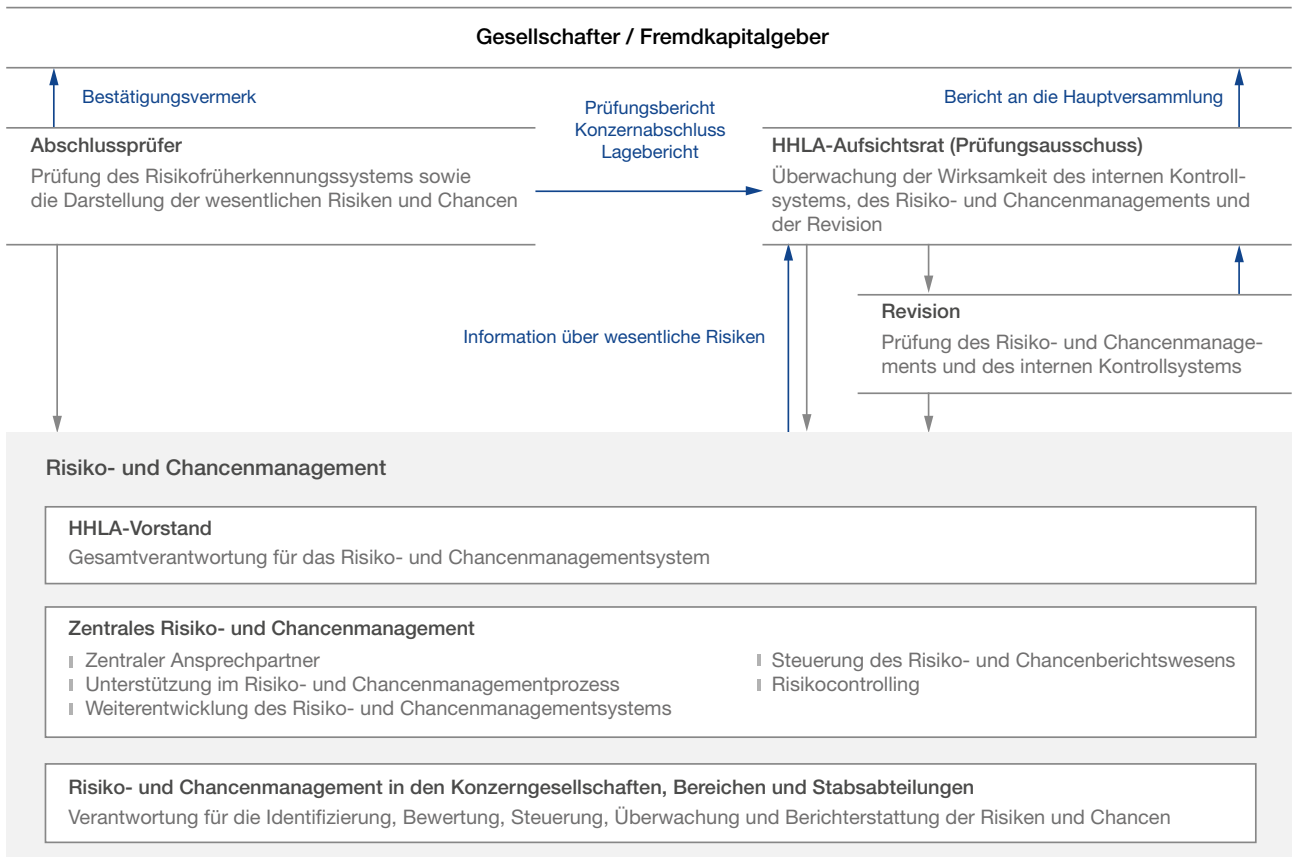 Gesellschafter / Fremdkapitalgeber
Bestätigungsvermerk
Prüfungsbericht
Konzernabschluss
Lagebericht
Bericht an die Hauptversammlung
Abschlussprüfer
Prüfung des Risikofrüherkennungssystems sowie
die Darstellung der wesentlichen Risiken und Chancen
HHLA-Aufsichtsrat (Prüfungsausschuss)
Überwachung der Wirksamkeit des internen Kontroll-
systems, des Risiko- und Chancenmanagements und
der Revision
Information über wesentliche Risiken
Revision
Prüfung des Risiko- und Chancenmanage-
ments und des internen Kontrollsystems
Risiko- und Chancenmanagement
HHLA-Vorstand
Gesamtverantwortung für das Risiko- und Chancenmanagementsystem
Zentrales Risiko- und Chancenmanagement
Zentraler Ansprechpartner
Unterstützung im Risiko- und Chancenmanagementprozess
Weiterentwicklung des Risiko- und Chancenmanagementsystems
Steuerung des Risiko- und Chancenberichtswesens
Risikocontrolling
Risiko- und Chancenmanagement in den Konzerngesellschaften, Bereichen und Stabsabteilungen
Verantwortung für die Identifizierung, Bewertung, Steuerung, Überwachung und Berichterstattung der Risiken und Chancen